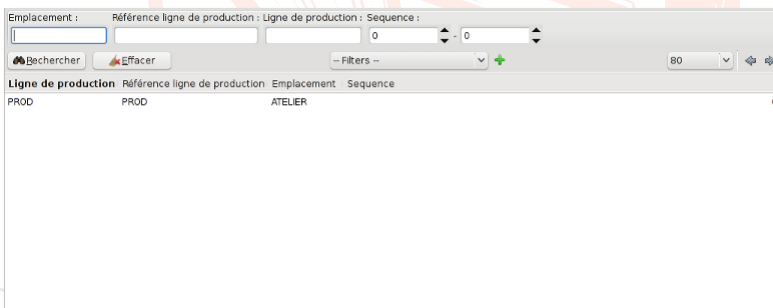 Emplacement : Référence ligne de production : Ligne de production : Sequence :
0 - 0
Rechercher Effacer -- Filters -- 80
Ligne de production Référence ligne de production Emplacement Sequence
PROD PROD ATELIER